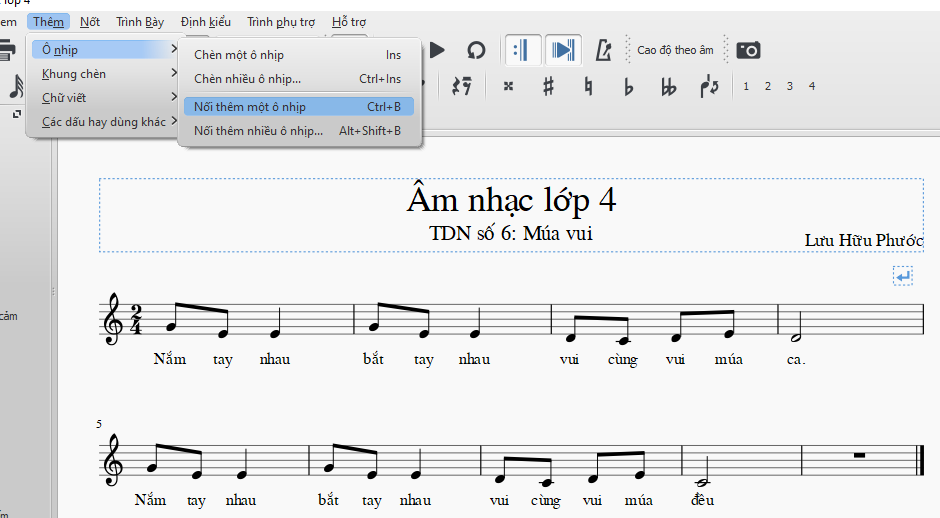 lớp 4
em Thêm Nốt Trình Bày Định kiểu Trình phụ trợ Hỗ trợ
Ô nhịp
Khung chèn
Chữ viết
Các dấu hay dùng khác
Chèn một ô nhịp Ins
Chèn nhiều ô nhịp... Ctrl+Ins
Nối thêm một ô nhịp Ctrl+B
Nối thêm nhiều ô nhịp... Alt+Shift+B
Cao độ theo âm
1 2 3 4
cảm
Âm nhạc lớp 4
TDN số 6: Múa vui
Lưu Hữu Phước
2
4
Nắm tay nhau bắt tay nhau vui cùng vui múa ca.
5
Nắm tay nhau bắt tay nhau vui cùng vui múa đều